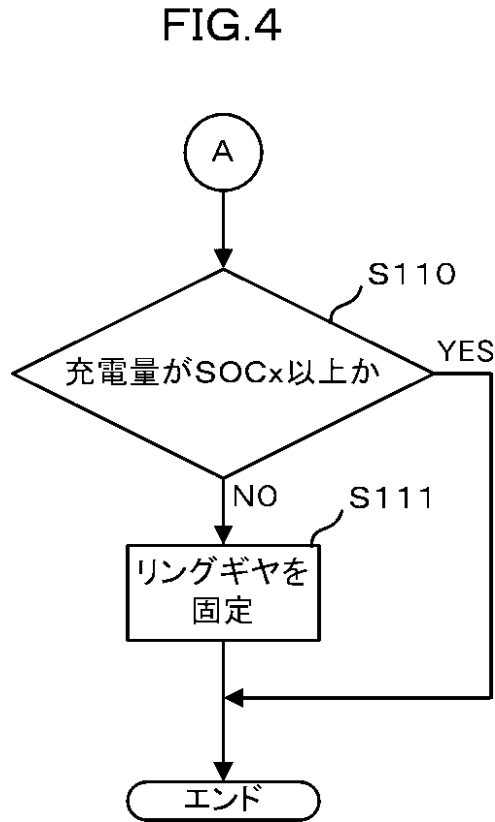 FIG.4
A
S110
充電量がSOCx以上か
YES
NO
S111
リングギヤを
固定
エンド